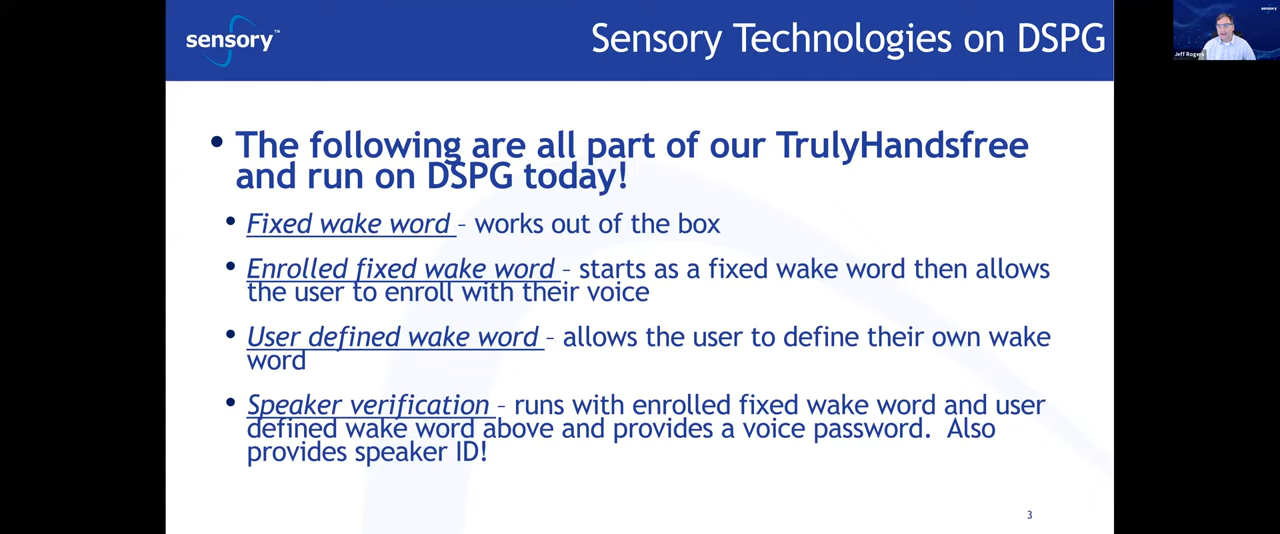 sensory™
Sensory Technologies on DSPG
sensory
Jeff Rogers
• The following are all part of our TrulyHandsfree
and run on DSPG today!
• Fixed wake word – works out of the box
• Enrolled fixed wake word – starts as a fixed wake word then allows
the user to enroll with their voice
• User defined wake word – allows the user to define their own wake
word
• Speaker verification – runs with enrolled fixed wake word and user
defined wake word above and provides a voice password.  Also
provides speaker ID!
3